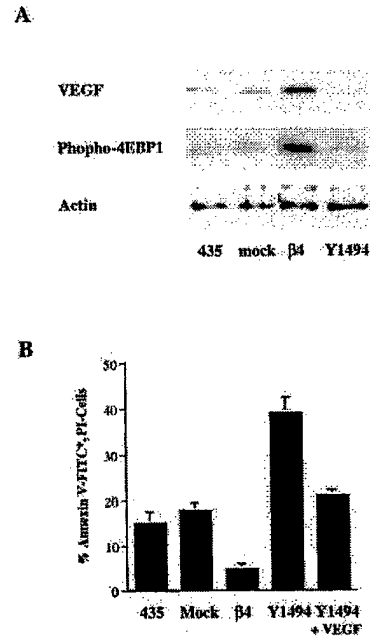 A
VEGF
Phopho-4EBP1
Actin
435 mock β4 Y1494
B
% Annexin V-FITC⁺, PI-Cells
50
40
30
20
10
0
435 Mock β4 Y1494 Y1494
+ VEGF